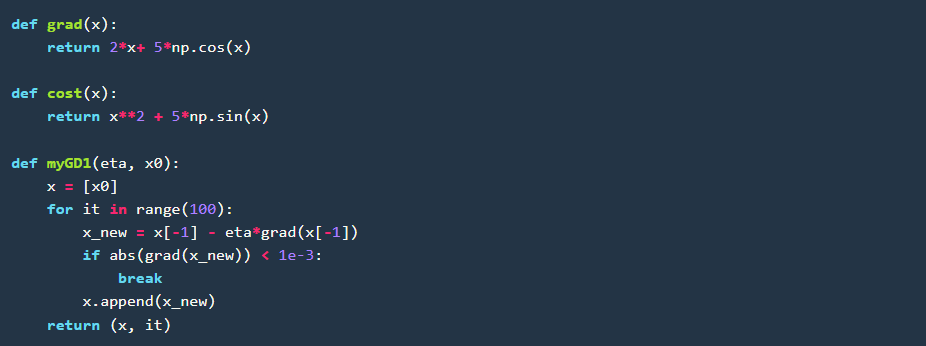 def grad(x):
    return 2*x+ 5*np.cos(x)

def cost(x):
    return x**2 + 5*np.sin(x)

def myGD1(eta, x0):
    x = [x0]
    for it in range(100):
        x_new = x[-1] - eta*grad(x[-1])
        if abs(grad(x_new)) < 1e-3:
            break
        x.append(x_new)
    return (x, it)